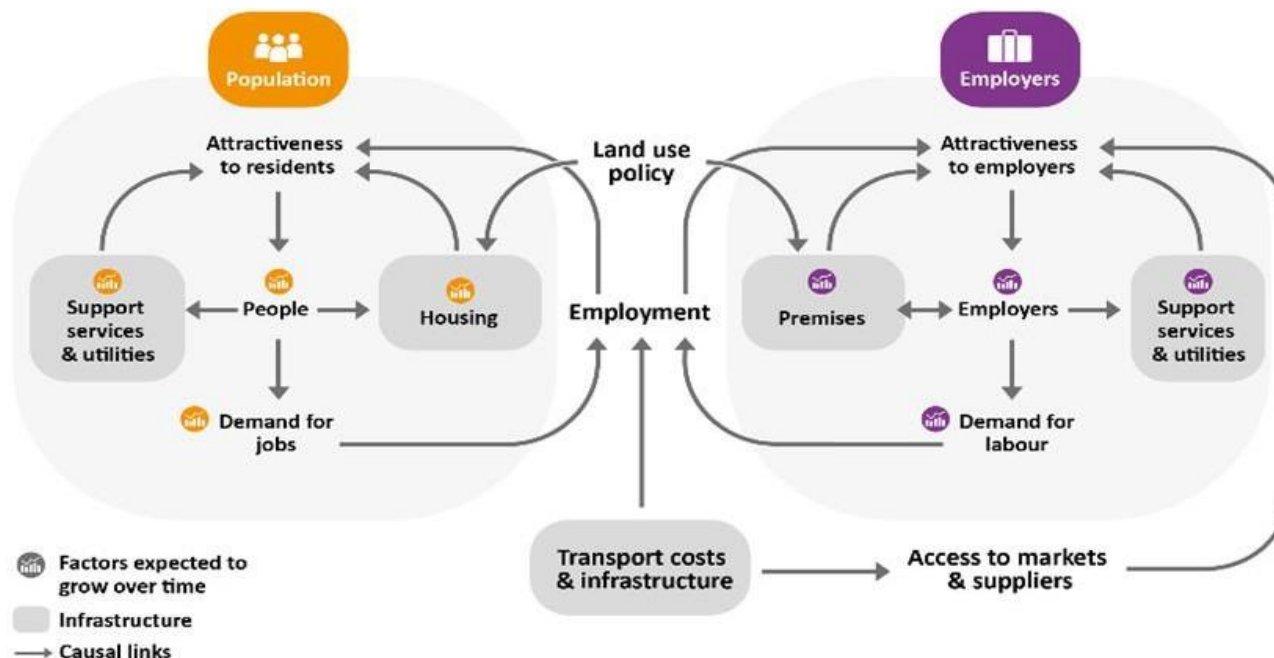 Population
Employers
Attractiveness
to residents
Land use
policy
Attractiveness
to employers
Support
services
& utilities
People
Housing
Employment
Premises
Employers
Support
services
& utilities
Demand for
jobs
Demand for
labour
Transport costs
& infrastructure
Access to markets
& suppliers
Factors expected to
grow over time
Infrastructure
Causal links